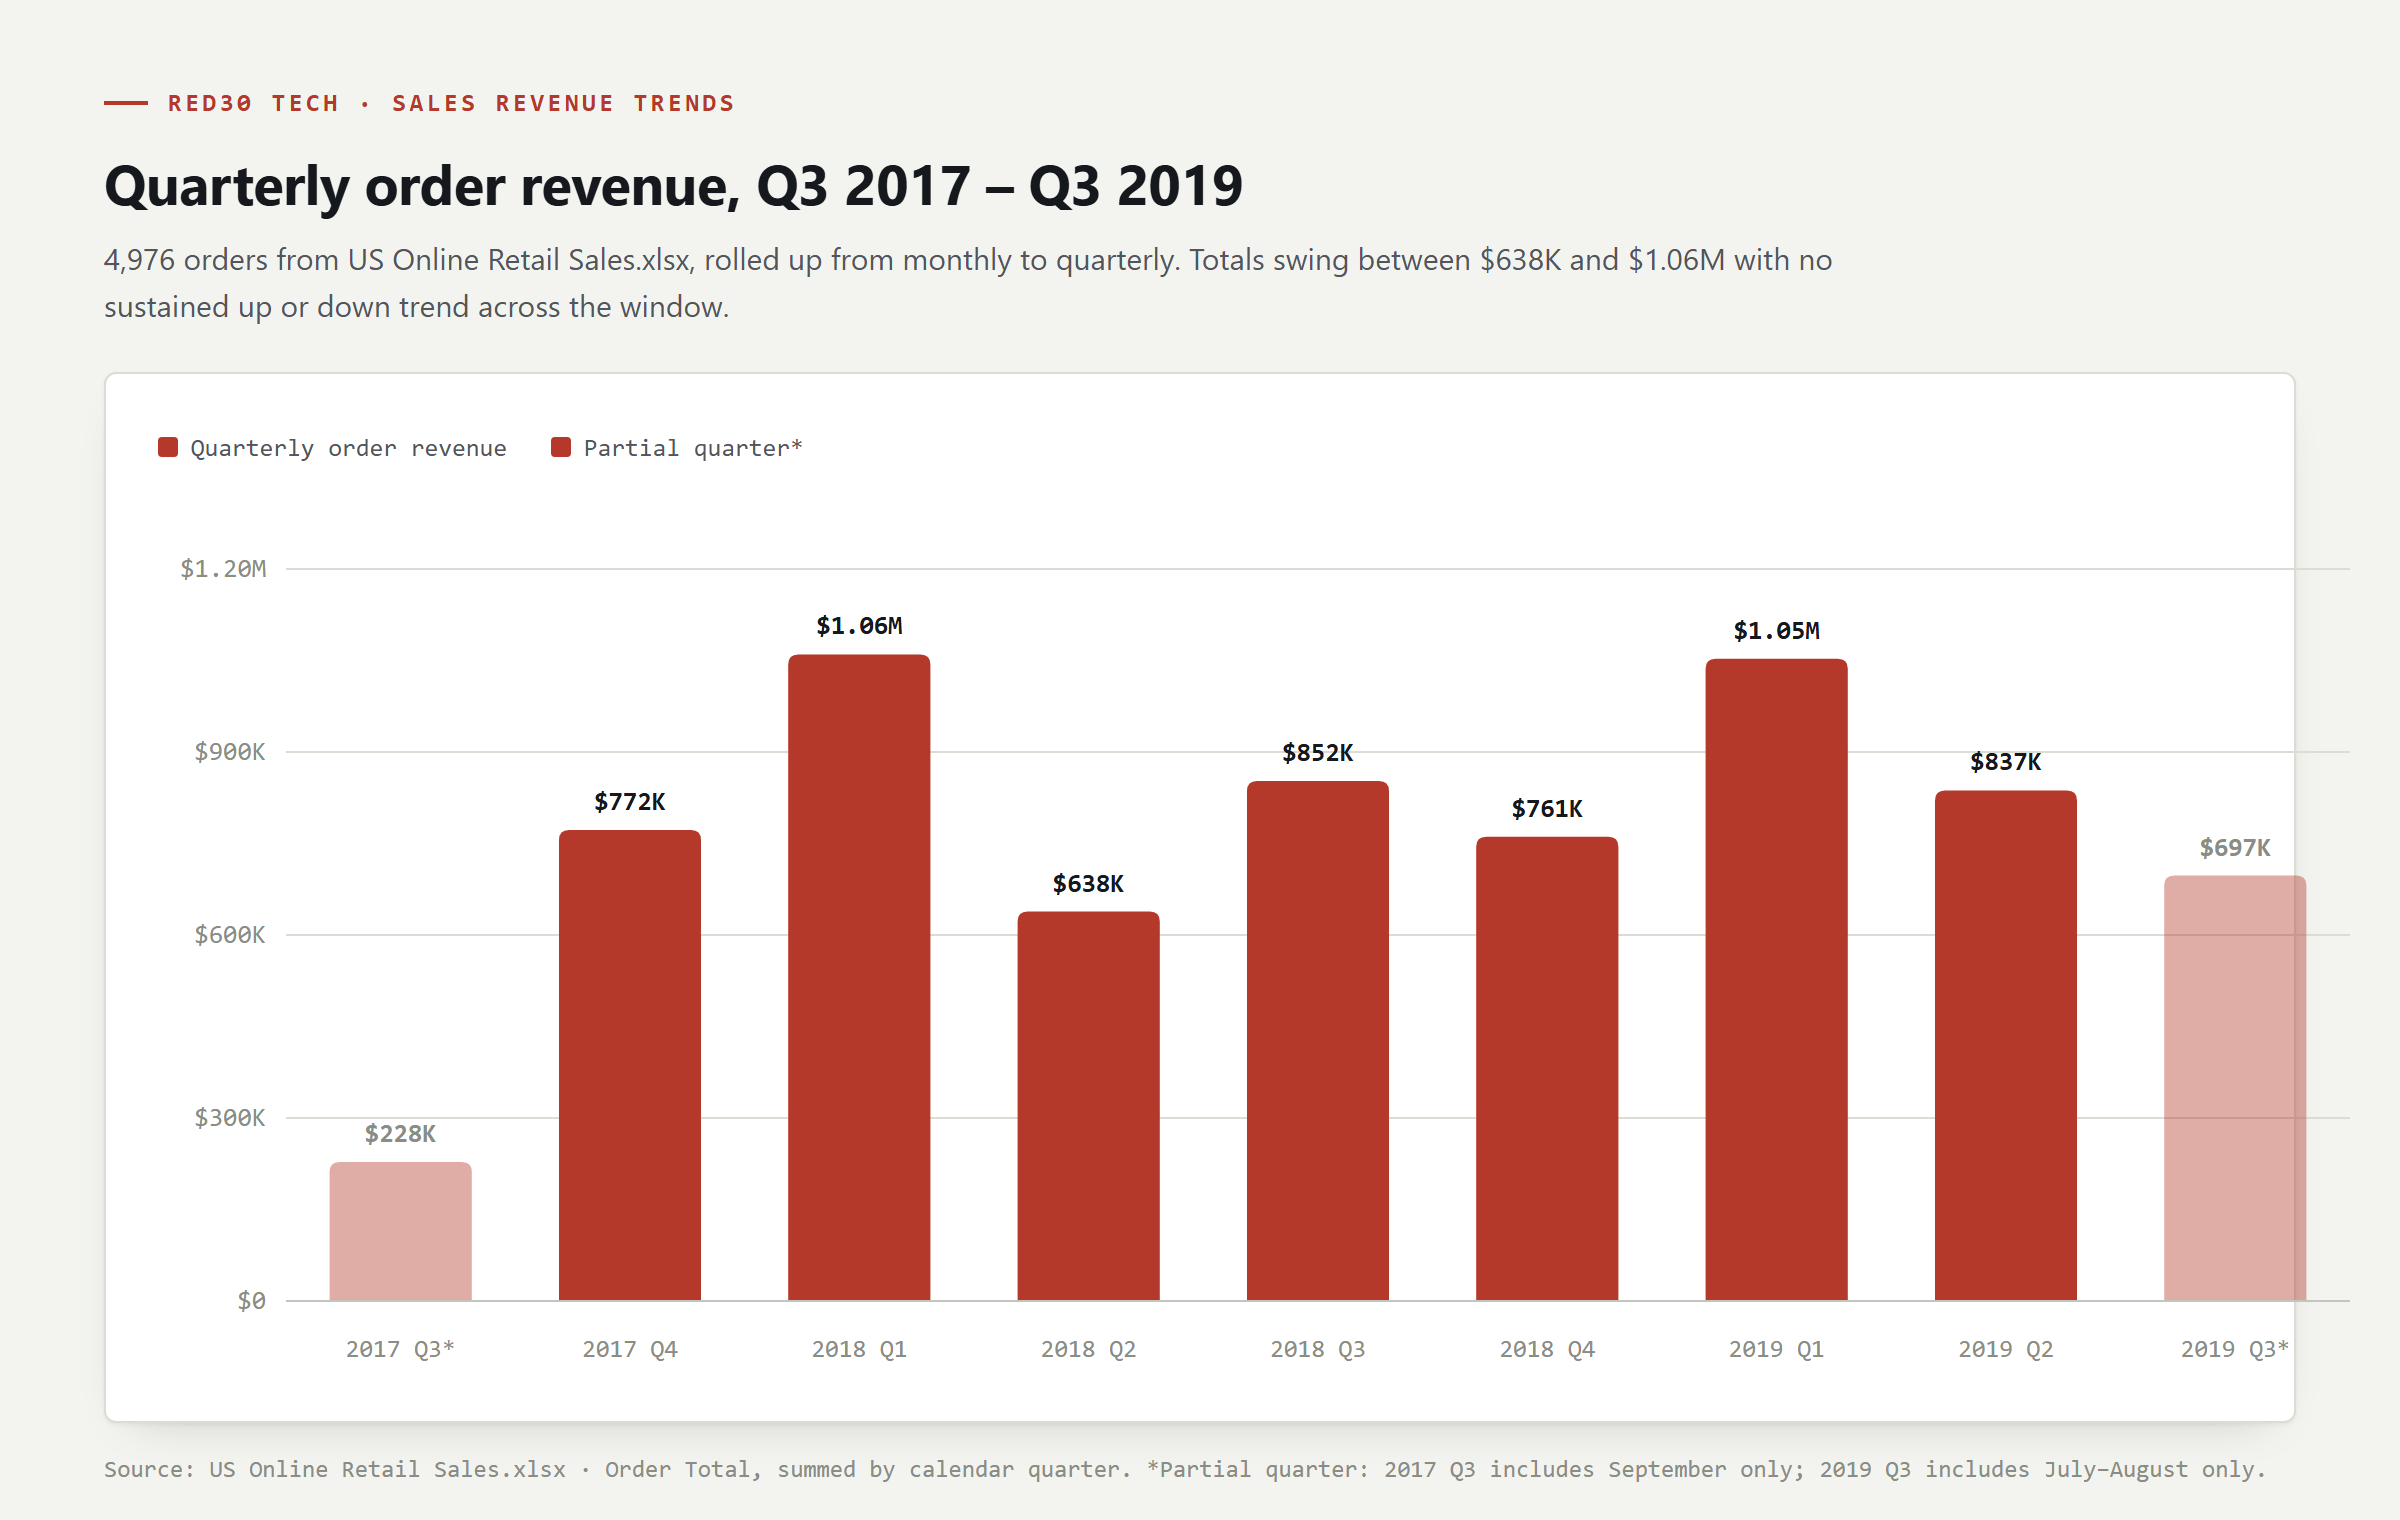 RED30 TECH · SALES REVENUE TRENDS
Quarterly order revenue, Q3 2017 – Q3 2019
4,976 orders from US Online Retail Sales.xlsx, rolled up from monthly to quarterly. Totals swing between $638K and $1.06M with no
sustained up or down trend across the window.
Quarterly order revenue Partial quarter*
$1.20M
$1.06M
$1.05M
$900K
$852K
$837K
$772K
$761K
$697K
$638K
$600K
$300K
$228K
$0
2017 Q3* 2017 Q4 2018 Q1 2018 Q2 2018 Q3 2018 Q4 2019 Q1 2019 Q2 2019 Q3*
Source: US Online Retail Sales.xlsx · Order Total, summed by calendar quarter. *Partial quarter: 2017 Q3 includes September only; 2019 Q3 includes July–August only.